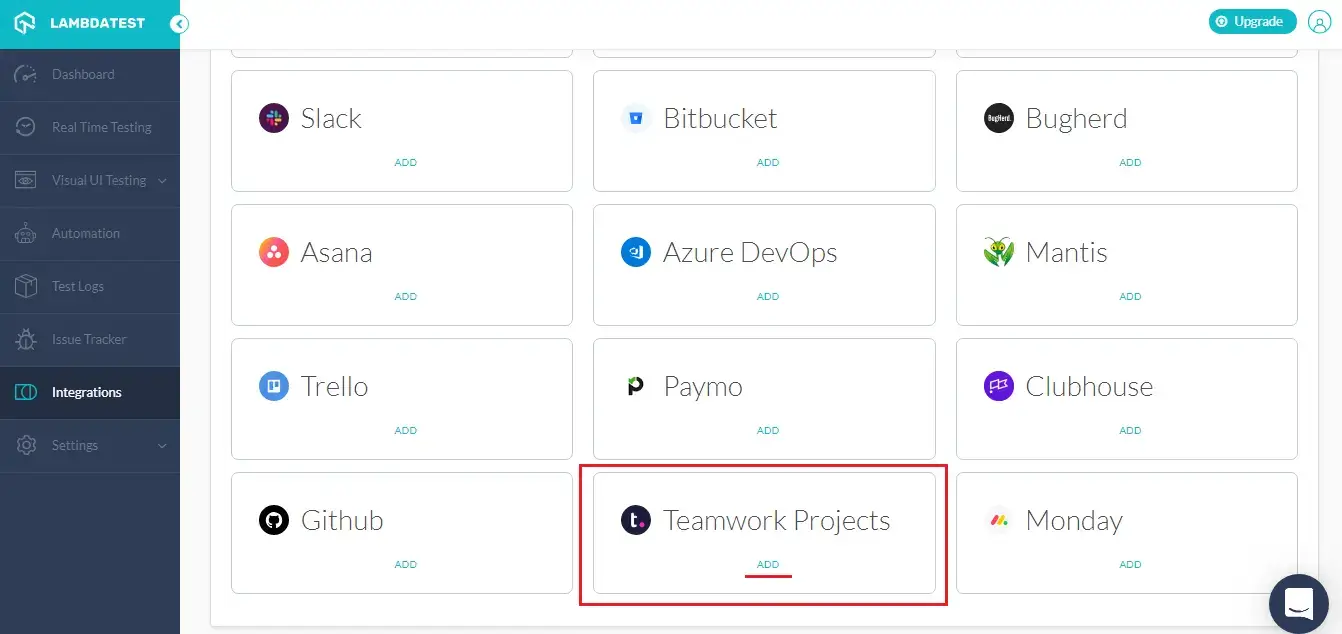 LAMBDATEST
Upgrade
Dashboard
Real Time Testing
Visual UI Testing
Automation
Test Logs
Issue Tracker
Integrations
Settings
Slack
ADD
Bitbucket
ADD
BugHerd.
Bugherd
ADD
Asana
ADD
Azure DevOps
ADD
Mantis
ADD
Trello
ADD
Paymo
ADD
Clubhouse
ADD
Github
ADD
t.
Teamwork Projects
ADD
Monday
ADD